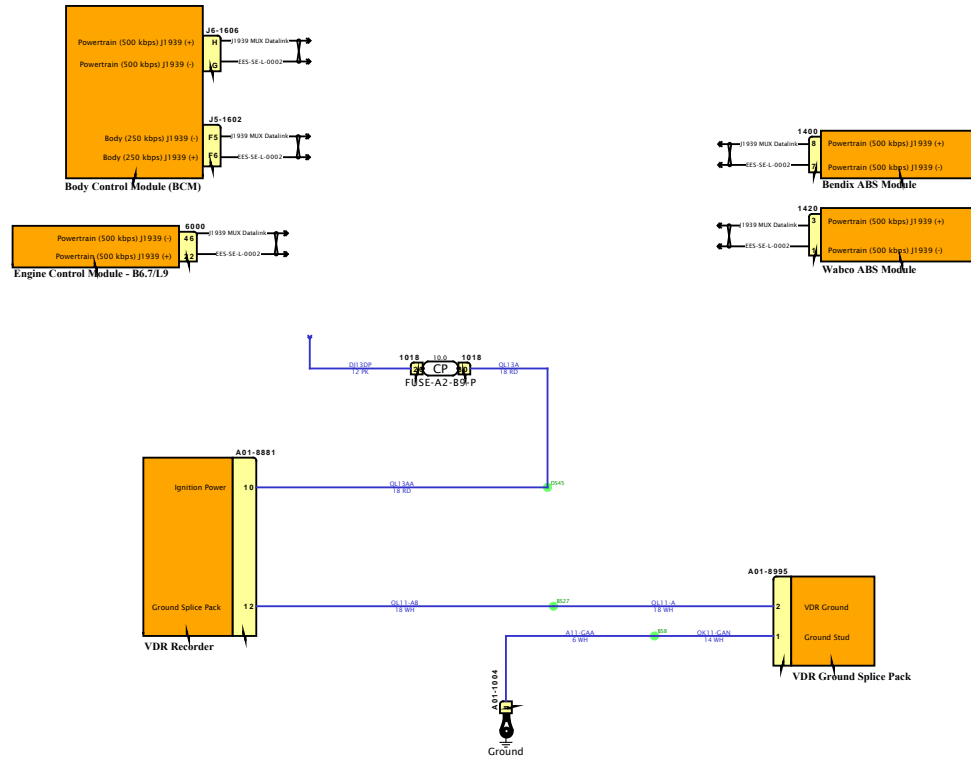 J6-1606
Powertrain (500 kbps) J1939 (+) H J1939 MUX Datalink
Powertrain (500 kbps) J1939 (-) G EES-SE-L-0002
J5-1602
Body (250 kbps) J1939 (-) F5 J1939 MUX Datalink
Body (250 kbps) J1939 (+) F6 EES-SE-L-0002
Body Control Module (BCM)
1400
J1939 MUX Datalink 8 Powertrain (500 kbps) J1939 (+)
EES-SE-L-0002 7 Powertrain (500 kbps) J1939 (-)
Bendix ABS Module
6000
Powertrain (500 kbps) J1939 (-) 46 J1939 MUX Datalink
Powertrain (500 kbps) J1939 (+) 22 EES-SE-L-0002
Engine Control Module - B6.7/L9
1420
J1939 MUX Datalink 3 Powertrain (500 kbps) J1939 (+)
EES-SE-L-0002 Powertrain (500 kbps) J1939 (-)
Wabco ABS Module
1018 10.0 1018
DJ13DP
12 PK
CP
QL13A
18 RD
FUSE-A2-B9-P
A01-8881
Ignition Power 10
QL13AA
18 RD
DS45
Ground Splice Pack 12
QL11-AB
18 WH
BS27
QL11-A
18 WH
VDR Recorder
A01-8995
2 VDR Ground
1 Ground Stud
VDR Ground Splice Pack
A11-GAA
6 WH
BS8
QK11-GAN
14 WH
A01-1004
Ground